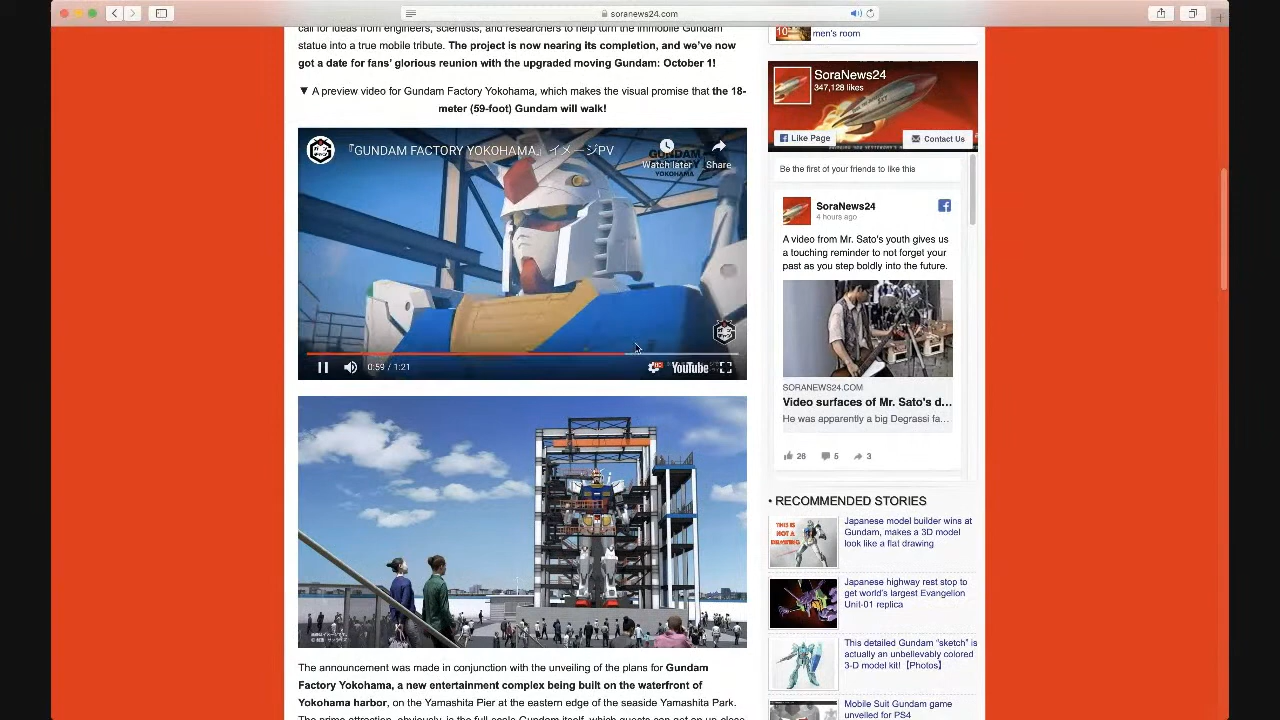 soranews24.com
call for ideas from engineers, scientists, and researchers to help turn the immobile Gundam
statue into a true mobile tribute. The project is now nearing its completion, and we've now
got a date for fans' glorious reunion with the upgraded moving Gundam: October 1!
▼ A preview video for Gundam Factory Yokohama, which makes the visual promise that the 18-
meter (59-foot) Gundam will walk!
『GUNDAM FACTORY YOKOHAMA』イメージPV
Watch later
Share
GUNDAM
YOKOHAMA
0:59 / 1:21
YouTube
The announcement was made in conjunction with the unveiling of the plans for Gundam
Factory Yokohama, a new entertainment complex being built on the waterfront of
Yokohama harbor, on the Yamashita Pier at the eastern edge of the seaside Yamashita Park.
10
men's room
SoraNews24
347,128 likes
Like Page
Contact Us
Be the first of your friends to like this
SoraNews24
4 hours ago
A video from Mr. Sato's youth gives us
a touching reminder to not forget your
past as you step boldly into the future.
SORANEWS24.COM
Video surfaces of Mr. Sato's d...
He was apparently a big Degrassi fa...
26
5
3
• RECOMMENDED STORIES
THIS IS
NOT A
Japanese model builder wins at
Gundam, makes a 3D model
look like a flat drawing
Japanese highway rest stop to
get world's largest Evangelion
Unit-01 replica
This detailed Gundam "sketch" is
actually an unbelievably colored
3-D model kit!【Photos】
Mobile Suit Gundam game
unveiled for PS4